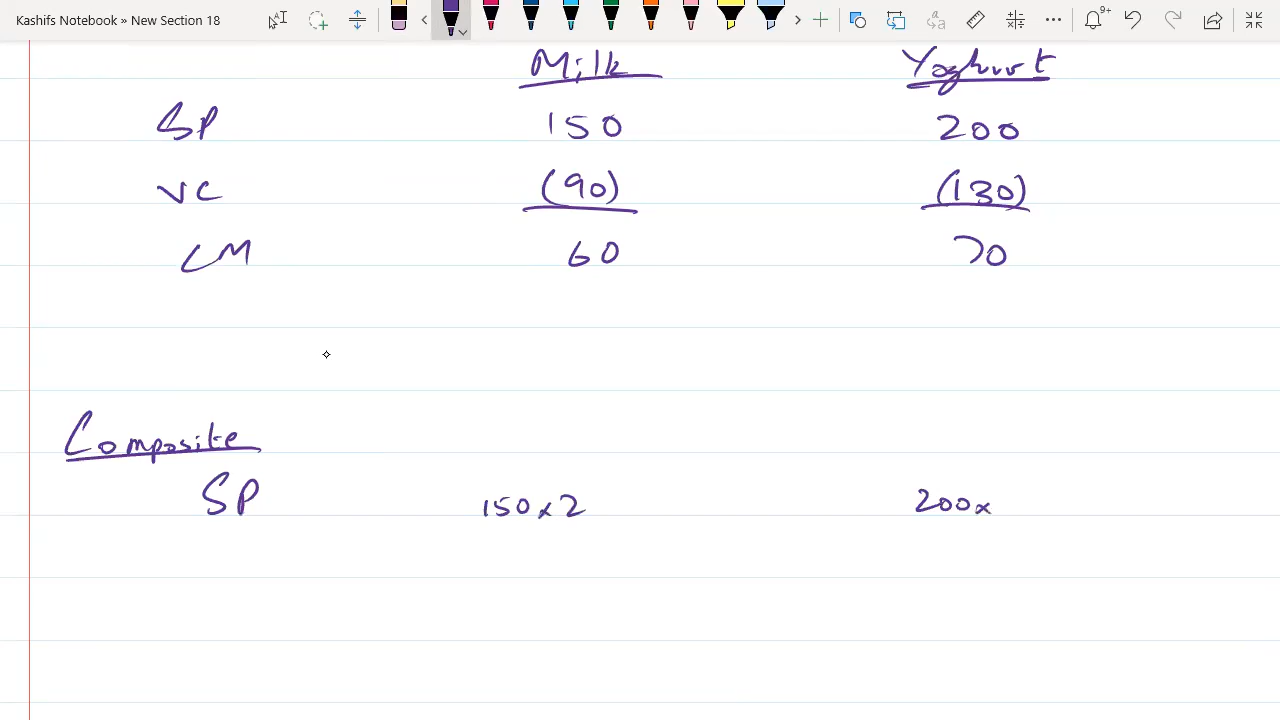 Kashifs Notebook » New Section 18
9+
Milk Yoghurt
SP 150 200
VC (90) (130)
CM 60 70
Composite
SP 150x2 200x